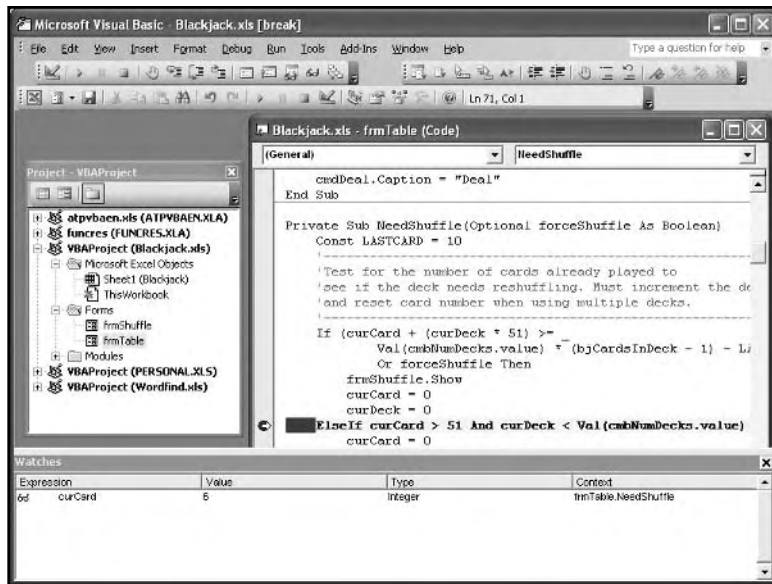 Microsoft Visual Basic - Blackjack.xls [break]
File Edit View Insert Format Debug Run Tools Add-Ins Window Help
Type a question for help
Ln 71, Col 1
Blackjack.xls - frmTable (Code)
(General)
NeedShuffle
cmdDeal.Caption = "Deal"
End Sub
Private Sub NeedShuffle(Optional forceShuffle As Boolean)
Const LASTCARD = 10
'Test for the number of cards already played to
'see if the deck needs reshuffling. Must increment the de
'and reset card number when using multiple decks.
If (curCard + (curDeck * 51) >= _
Val(cmbNumDecks.value) * (bjCardsInDeck - 1) - L
Or forceShuffle Then
frmShuffle.Show
curCard = 0
curDeck = 0
ElseIf curCard > 51 And curDeck < Val(cmbNumDecks.value)
curCard = 0
Project - VBAProject
atpvbaen.xls (ATPVBAEN.XLA)
funcres (FUNCRES.XLA)
VBAProject (Blackjack.xls)
Microsoft Excel Objects
Sheet1 (Blackjack)
ThisWorkbook
Forms
frmShuffle
frmTable
Modules
VBAProject (PERSONAL.XLS)
VBAProject (Wordfind.xls)
Watches
Expression Value Type Context
curCard 6 Integer frmTable.NeedShuffle